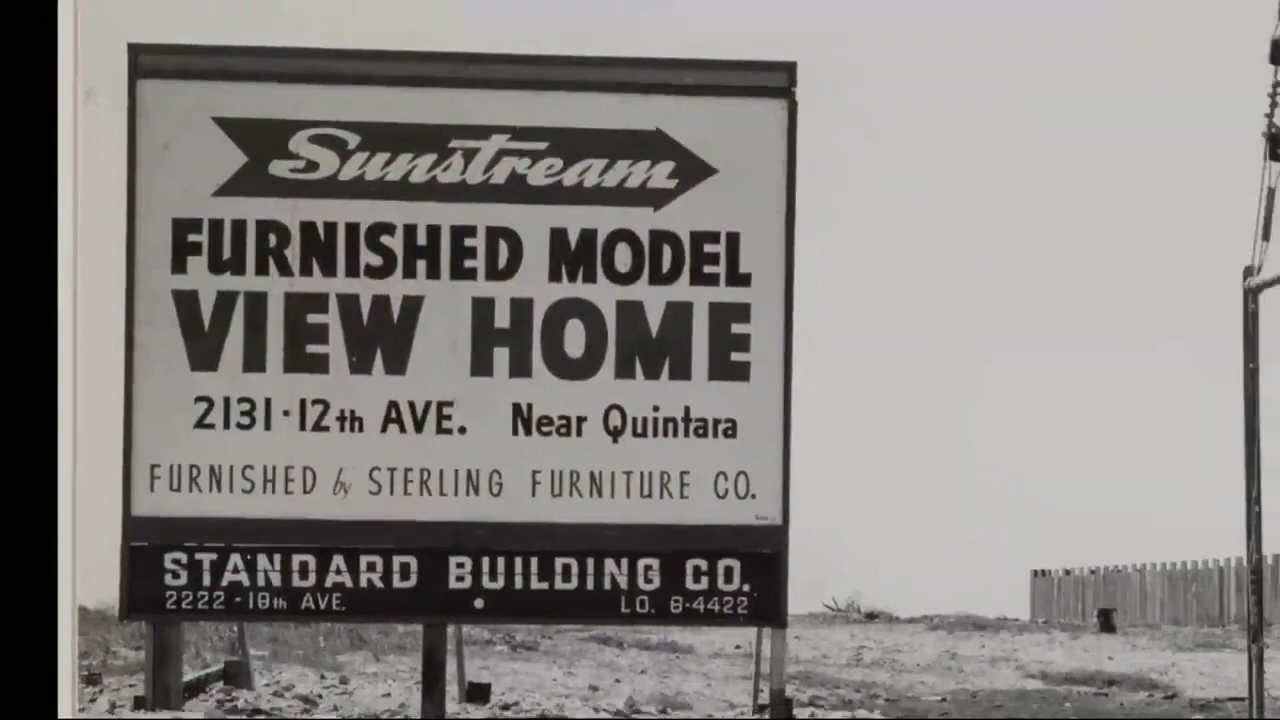 Sunstream
FURNISHED MODEL
VIEW HOME
2131·12th AVE. Near Quintara
FURNISHED by STERLING FURNITURE CO.
STANDARD BUILDING CO.
2222-19th AVE. LO. 8-4422